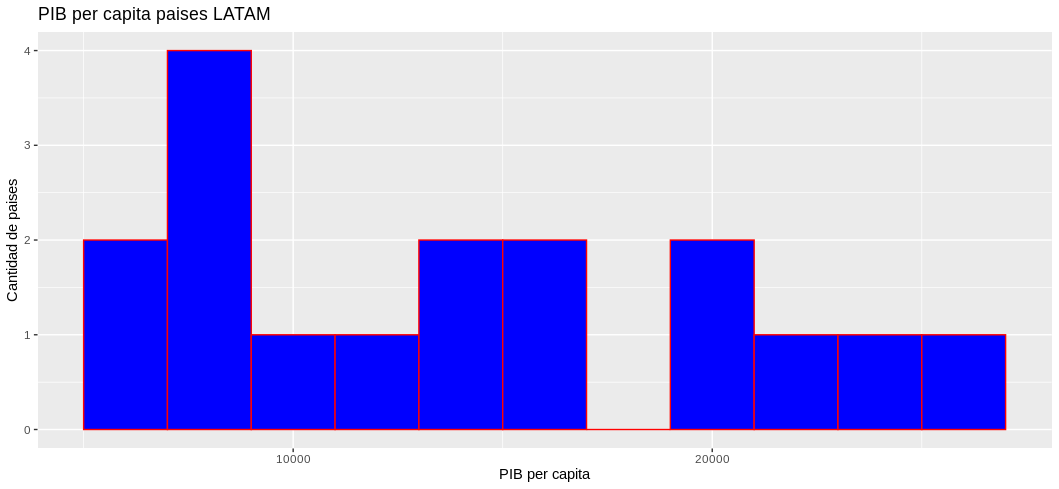 PIB per capita paises LATAM
Cantidad de paises
4
3
2
1
0
10000
20000
PIB per capita